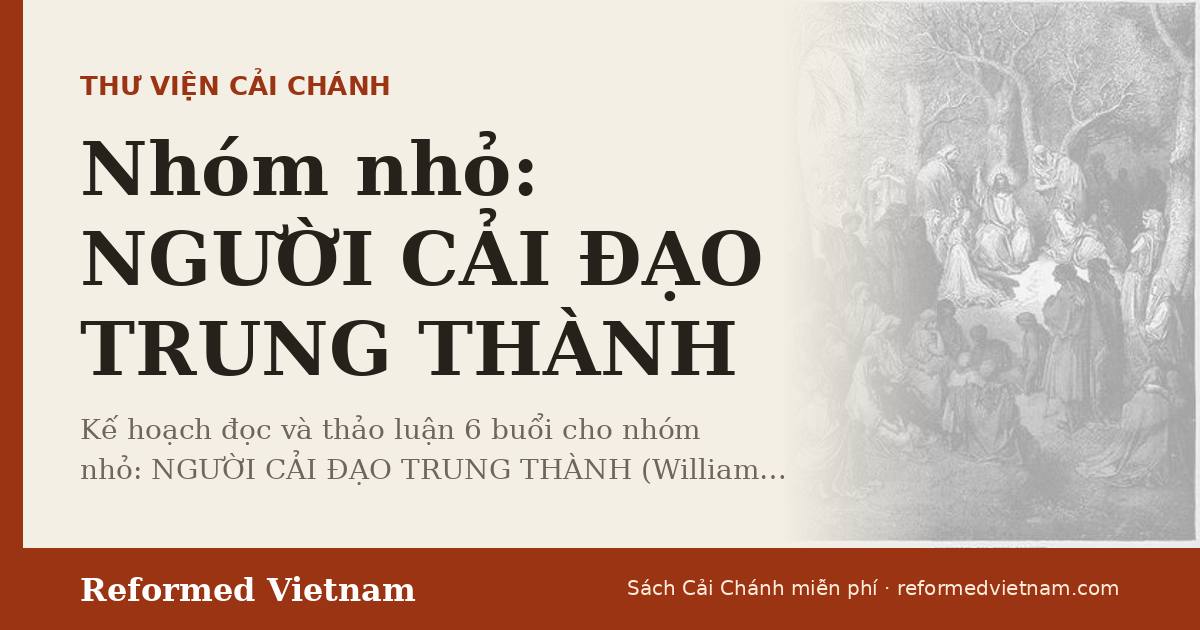 THƯ VIỆN CẢI CHÁNH
Nhóm nhỏ:
NGƯỜI CẢI ĐẠO
TRUNG THÀNH
Kế hoạch đọc và thảo luận 6 buổi cho nhóm
nhỏ: NGƯỜI CẢI ĐẠO TRUNG THÀNH (William...
Reformed Vietnam
Sách Cải Chánh miễn phí · reformedvietnam.com